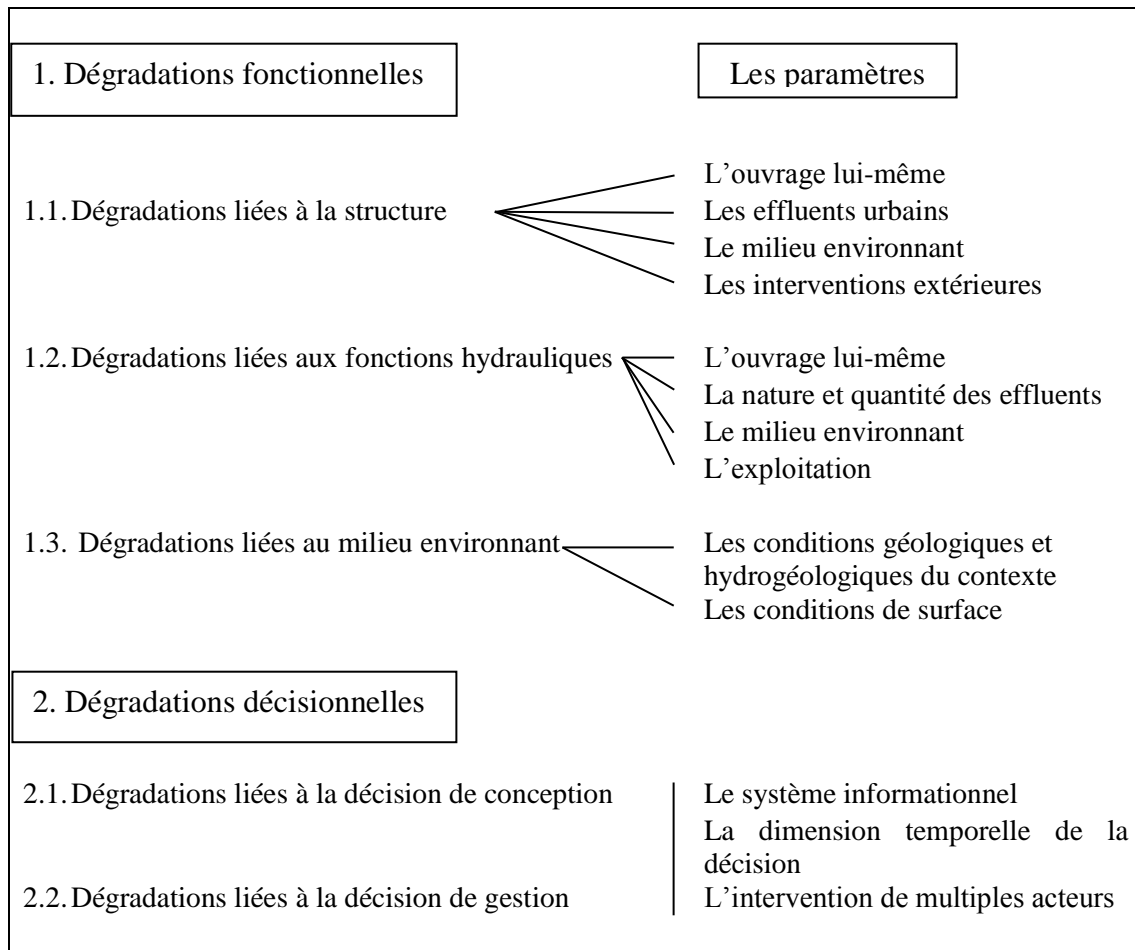 1. Dégradations fonctionnelles
Les paramètres
1.1. Dégradations liées à la structure
L’ouvrage lui-même
Les effluents urbains
Le milieu environnant
Les interventions extérieures
1.2. Dégradations liées aux fonctions hydrauliques
L’ouvrage lui-même
La nature et quantité des effluents
Le milieu environnant
L’exploitation
1.3. Dégradations liées au milieu environnant
Les conditions géologiques et
hydrogéologiques du contexte
Les conditions de surface
2. Dégradations décisionnelles
2.1. Dégradations liées à la décision de conception
2.2. Dégradations liées à la décision de gestion
Le système informationnel
La dimension temporelle de la
décision
L’intervention de multiples acteurs